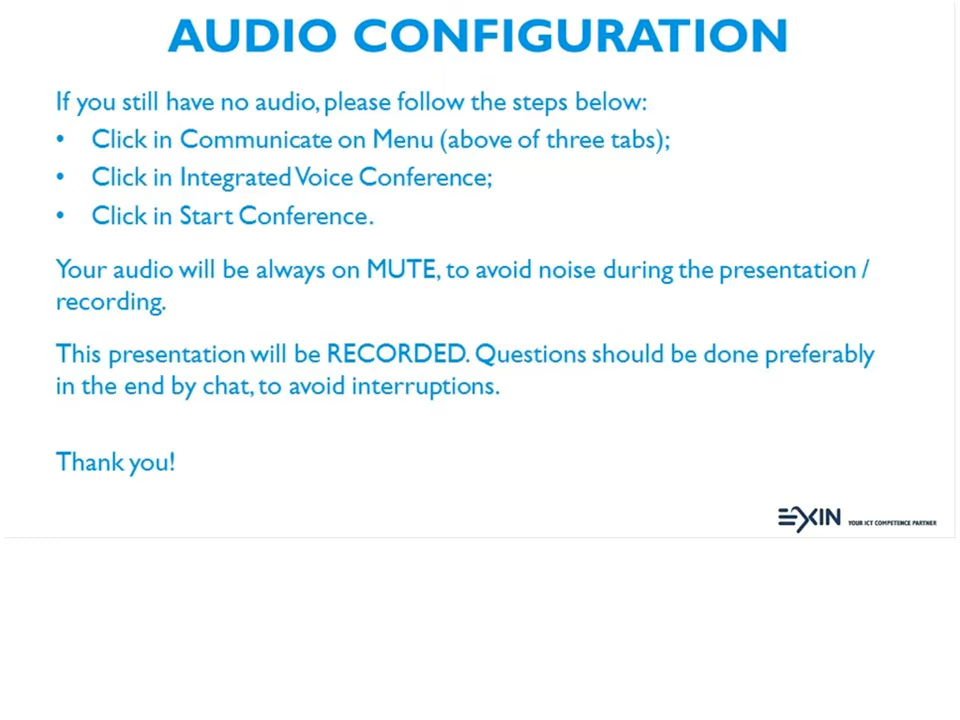 AUDIO CONFIGURATION
If you still have no audio, please follow the steps below:
• Click in Communicate on Menu (above of three tabs);
• Click in Integrated Voice Conference;
• Click in Start Conference.
Your audio will be always on MUTE, to avoid noise during the presentation /
recording.
This presentation will be RECORDED. Questions should be done preferably
in the end by chat, to avoid interruptions.
Thank you!
EXIN YOUR ICT COMPETENCE PARTNER